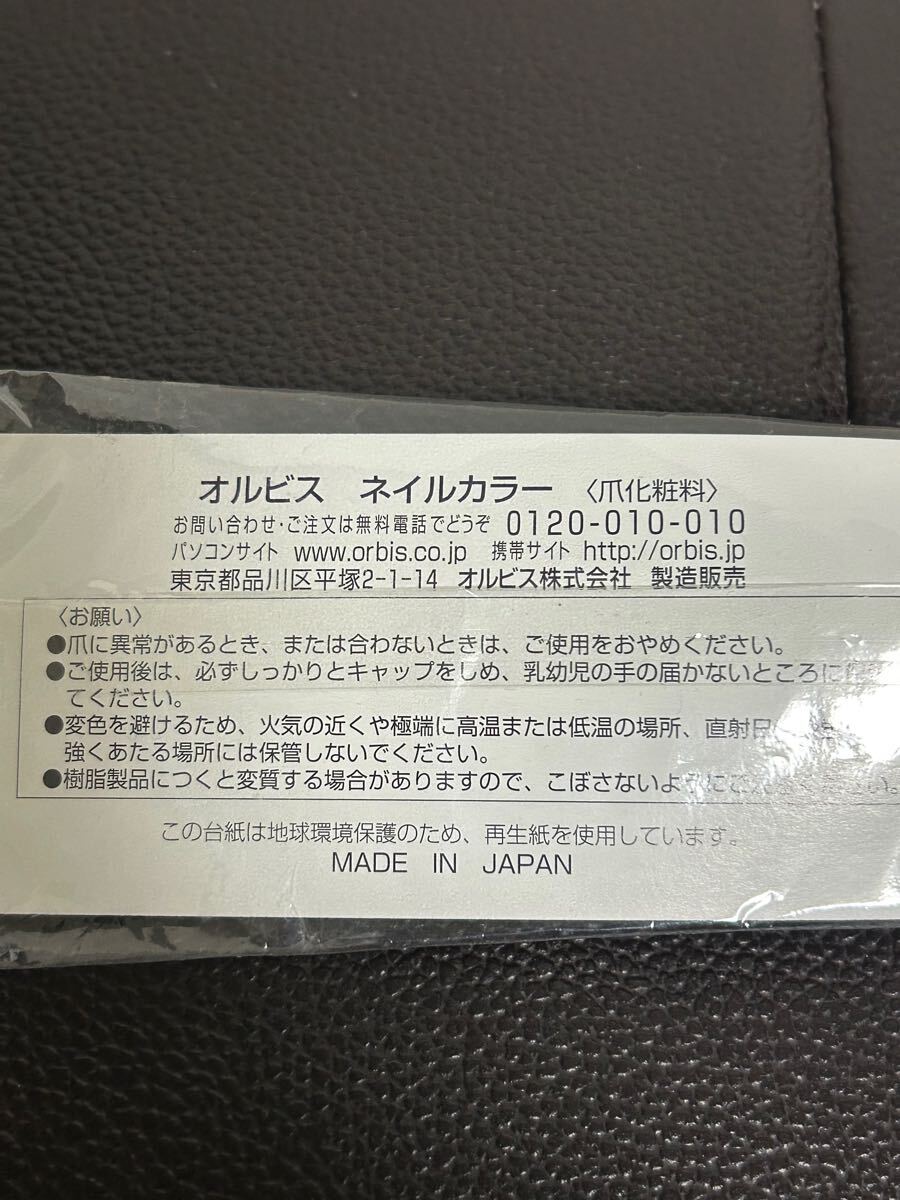 オルビス ネイルカラー 〈爪化粧料〉
お問い合わせ・ご注文は無料電話でどうぞ 0120-010-010
パソコンサイト www.orbis.co.jp 携帯サイト http://orbis.jp
東京都品川区平塚2-1-14 オルビス株式会社 製造販売
〈お願い〉
●爪に異常があるとき、または合わないときは、ご使用をおやめください。
●ご使用後は、必ずしっかりとキャップをしめ、乳幼児の手の届かないところに
てください。
●変色を避けるため、火気の近くや極端に高温または低温の場所、直射日
強くあたる場所には保管しないでください。
●樹脂製品につくと変質する場合がありますので、こぼさないように
この台紙は地球環境保護のため、再生紙を使用しています。
MADE IN JAPAN